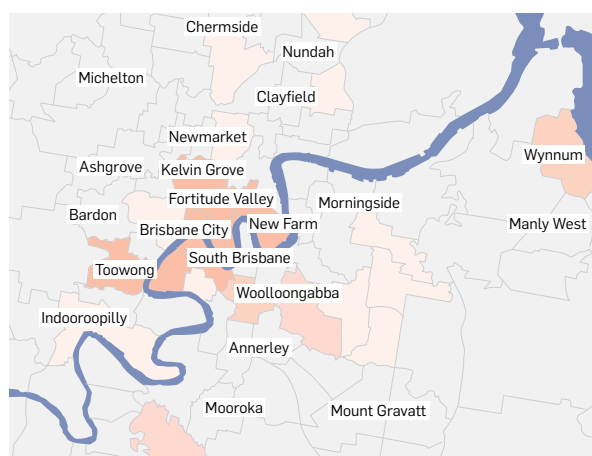 Chermside
Nundah
Michelton
Clayfield
Newmarket
Wynnum
Ashgrove
Kelvin Grove
Fortitude Valley
Morningside
Bardon
New Farm
Manly West
Brisbane City
South Brisbane
Toowong
Woolloongabba
Indooroopilly
Annerley
Mooroka
Mount Gravatt